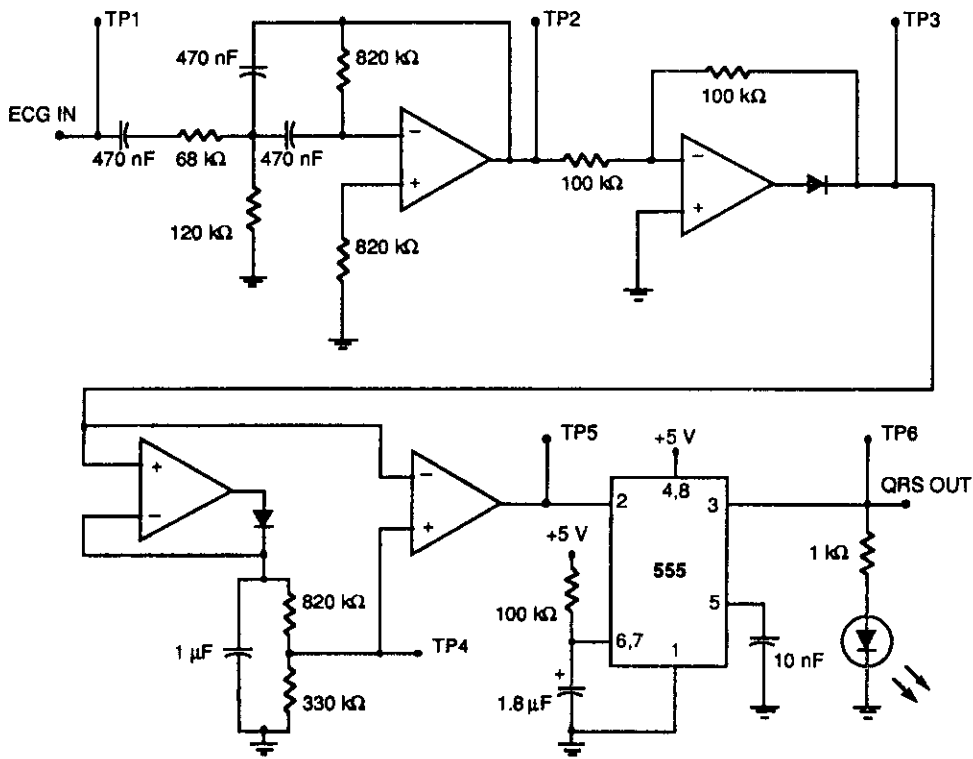 TP1
TP2
TP3
470 nF
820 kΩ
100 kΩ
ECG IN
470 nF
68 kΩ
470 nF
−
+
100 kΩ
−
+
120 kΩ
820 kΩ
+
−
−
+
TP5
+5 V
4,8
TP6
QRS OUT
2
3
+5 V
555
1 kΩ
820 kΩ
100 kΩ
5
1 µF
TP4
6,7
1
10 nF
330 kΩ
+
1.8 µF